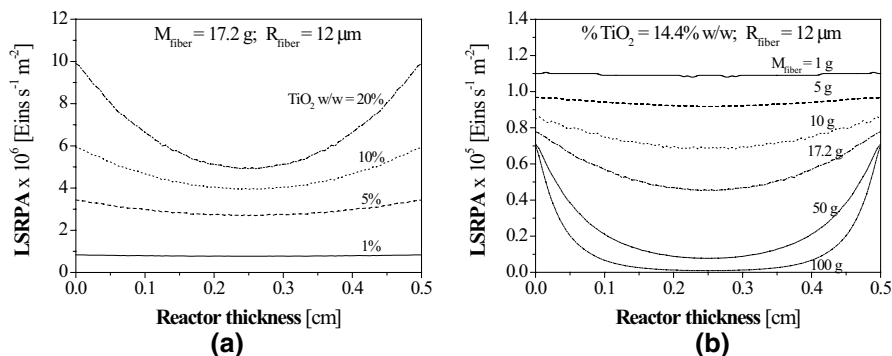 M_fiber = 17.2 g; R_fiber = 12 µm
TiO₂ w/w = 20%
10%
5%
1%
12
10
8
6
4
2
0
0.0 0.1 0.2 0.3 0.4 0.5
LSRPA x 10⁶ [Eins s⁻¹ m⁻²]
Reactor thickness [cm]
(a)
% TiO₂ = 14.4% w/w; R_fiber = 12 µm
M_fiber = 1 g
5 g
10 g
17.2 g
50 g
100 g
1.4
1.2
1.0
0.8
0.6
0.4
0.2
0.0
0.0 0.1 0.2 0.3 0.4 0.5
LSRPA x 10⁵ [Eins s⁻¹ m⁻²]
Reactor thickness [cm]
(b)